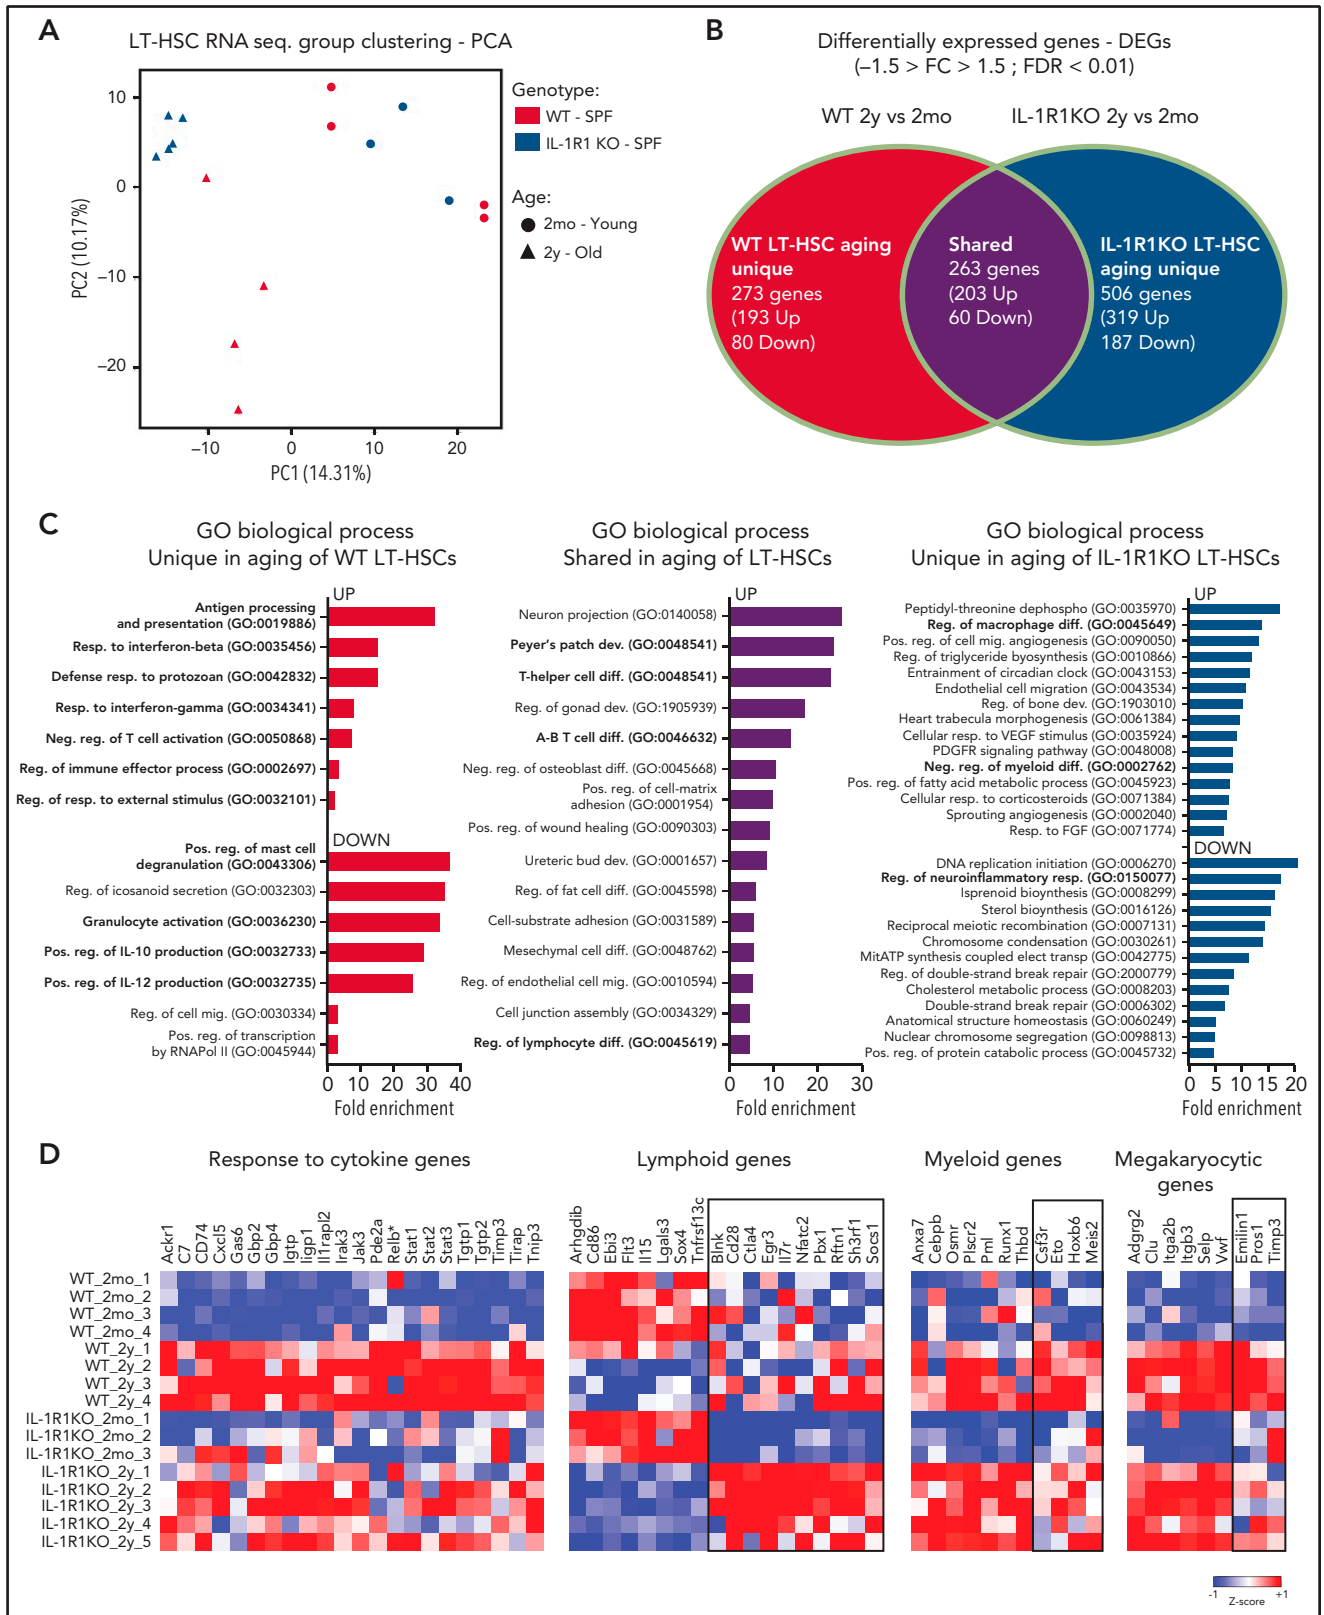 A
LT-HSC RNA seq. group clustering - PCA
10
0
−10
−20
PC2 (10.17%)
−10
0
10
20
PC1 (14.31%)
Genotype:
WT - SPF
IL-1R1 KO - SPF
Age:
2mo - Young
2y - Old
B
Differentially expressed genes - DEGs
(–1.5 > FC > 1.5 ; FDR < 0.01)
WT 2y vs 2mo
IL-1R1KO 2y vs 2mo
WT LT-HSC aging
unique
273 genes
(193 Up
80 Down)
Shared
263 genes
(203 Up
60 Down)
IL-1R1KO LT-HSC
aging unique
506 genes
(319 Up
187 Down)
C
GO biological process
Unique in aging of WT LT-HSCs
UP
Antigen processing
and presentation (GO:0019886)
Resp. to interferon-beta (GO:0035456)
Defense resp. to protozoan (GO:0042832)
Resp. to interferon-gamma (GO:0034341)
Neg. reg. of T cell activation (GO:0050868)
Reg. of immune effector process (GO:0002697)
Reg. of resp. to external stimulus (GO:0032101)
DOWN
Pos. reg. of mast cell
degranulation (GO:0043306)
Reg. of icosanoid secretion (GO:0032303)
Granulocyte activation (GO:0036230)
Pos. reg. of IL-10 production (GO:0032733)
Pos. reg. of IL-12 production (GO:0032735)
Reg. of cell mig. (GO:0030334)
Pos. reg. of transcription
by RNAPol II (GO:0045944)
0 10 20 30 40
Fold enrichment
GO biological process
Shared in aging of LT-HSCs
UP
Neuron projection (GO:0140058)
Peyer's patch dev. (GO:0048541)
T-helper cell diff. (GO:0048541)
Reg. of gonad dev. (GO:1905939)
A-B T cell diff. (GO:0046632)
Neg. reg. of osteoblast diff. (GO:0045668)
Pos. reg. of cell-matrix
adhesion (GO:0001954)
Pos. reg. of wound healing (GO:0090303)
Ureteric bud dev. (GO:0001657)
Reg. of fat cell diff. (GO:0045598)
Cell-substrate adhesion (GO:0031589)
Mesechymal cell diff. (GO:0048762)
Reg. of endothelial cell mig. (GO:0010594)
Cell junction assembly (GO:0034329)
Reg. of lymphocyte diff. (GO:0045619)
0 10 20 30
Fold enrichment
GO biological process
Unique in aging of IL-1R1KO LT-HSCs
UP
Peptidyl-threonine dephospho (GO:0035970)
Reg. of macrophage diff. (GO:0045649)
Pos. reg. of cell mig. angiogenesis (GO:0090050)
Reg. of triglyceride byosynthesis (GO:0010866)
Entrainment of circadian clock (GO:0043153)
Endothelial cell migration (GO:0043534)
Reg. of bone dev. (GO:1903010)
Heart trabecula morphogenesis (GO:0061384)
Cellular resp. to VEGF stimulus (GO:0035924)
PDGFR signaling pathway (GO:0048008)
Neg. reg. of myeloid diff. (GO:0002762)
Pos. reg. of fatty acid metabolic process (GO:0045923)
Cellular resp. to corticosteroids (GO:0071384)
Sprouting angiogenesis (GO:0002040)
Resp. to FGF (GO:0071774)
DOWN
DNA replication initiation (GO:0006270)
Reg. of neuroinflammatory resp. (GO:0150077)
Isprenoid bioynthesis (GO:0008299)
Sterol bioynthesis (GO:0016126)
Reciprocal meiotic recombination (GO:0007131)
Chromosome condensation (GO:0030261)
MitATP synthesis coupled elect transp (GO:0042775)
Reg. of double-strand break repair (GO:2000779)
Cholesterol metabolic process (GO:0008203)
Double-strand break repair (GO:0006302)
Anatomical structure homeostasis (GO:0060249)
Nuclear chromosome segregation (GO:0098813)
Pos. reg. of protein catabolic process (GO:0045732)
0 5 10 15 20
Fold enrichment
D
Response to cytokine genes
Ackr1
C7
CD74
Cxcl5
Gas6
Gbp2
Gbp4
Igtp
Iigp1
Il1rapl2
Irak3
Jak3
Pde2a
Relb*
Stat1
Stat2
Stat3
Tgtp1
Tgtp2
Timp3
Tirap
Tnip3
Lymphoid genes
Arhgdib
Cd86
Ebi3
Flt3
Il15
Lgals3
Sox4
Tnfrsf13c
Blnk
Cd28
Ctla4
Egr3
Il7r
Nfatc2
Pbx1
Rftn1
Sh3rf1
Socs1
Myeloid genes
Anxa7
Cebpb
Osmr
Plscr2
Pml
Runx1
Thbd
Csf3r
Eto
Hoxb6
Meis2
Megakaryocytic
genes
Adgrg2
Clu
Itga2b
Itgb3
Selp
Vwf
Emilin1
Pros1
Timp3
WT_2mo_1
WT_2mo_2
WT_2mo_3
WT_2mo_4
WT_2y_1
WT_2y_2
WT_2y_3
WT_2y_4
IL-1R1KO_2mo_1
IL-1R1KO_2mo_2
IL-1R1KO_2mo_3
IL-1R1KO_2y_1
IL-1R1KO_2y_2
IL-1R1KO_2y_3
IL-1R1KO_2y_4
IL-1R1KO_2y_5
-1
+1
Z-score